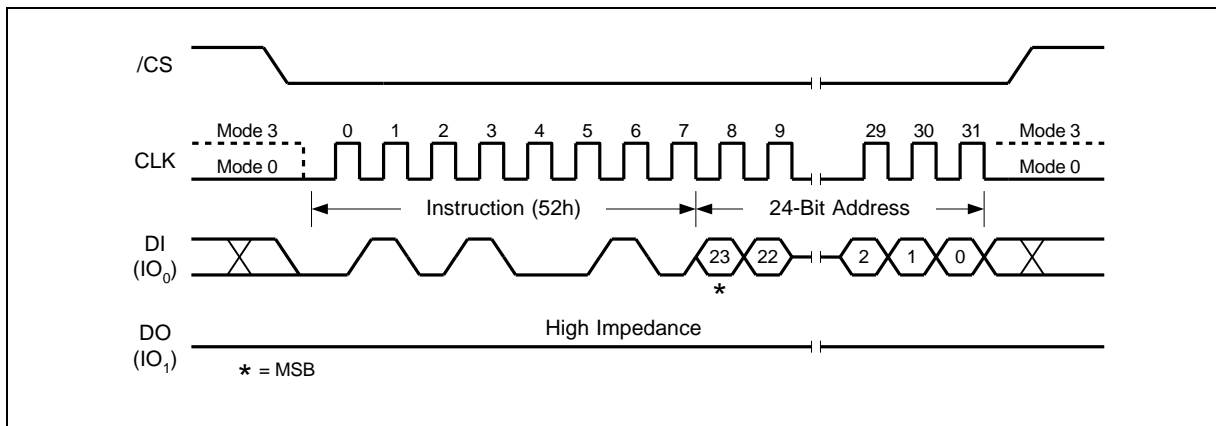 /CS
Mode 3
0 1 2 3 4 5 6 7 8 9 29 30 31
Mode 3
CLK
Mode 0
Mode 0
Instruction (52h)
24-Bit Address
DI
(IO0)
23 22 2 1 0
*
High Impedance
DO
(IO1)
* = MSB